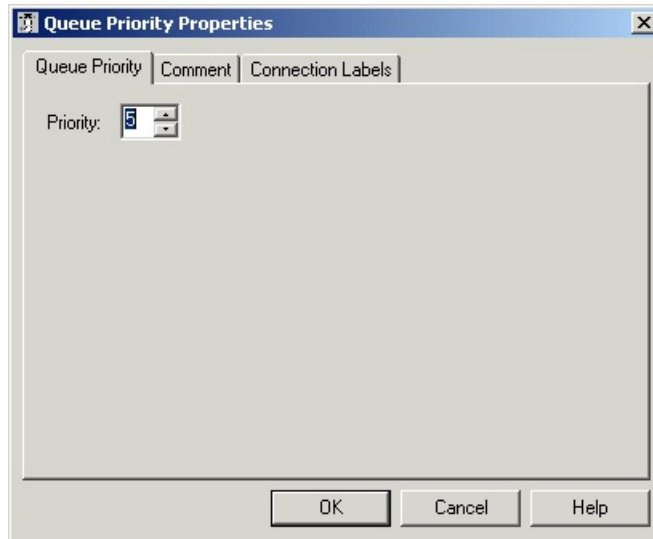 Queue Priority Properties
Queue Priority Comment Connection Labels
Priority: 5
OK Cancel Help